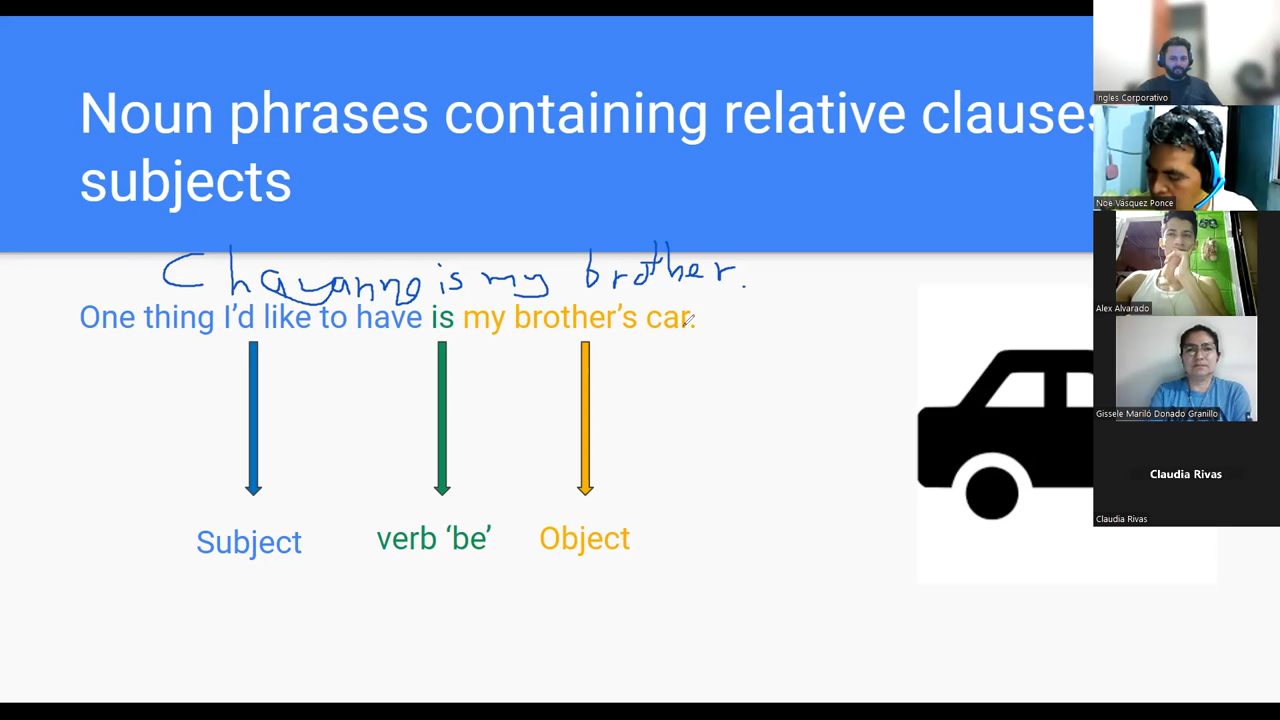 Noun phrases containing relative clauses
subjects
Chayanne is my brother.
One thing I'd like to have is my brother's car.
Subject
verb 'be'
Object
Ingles Corporativo
Noe Vasquez Ponce
Alex Alvarado
Gissele Mariló Donado Granillo
Claudia Rivas
Claudia Rivas